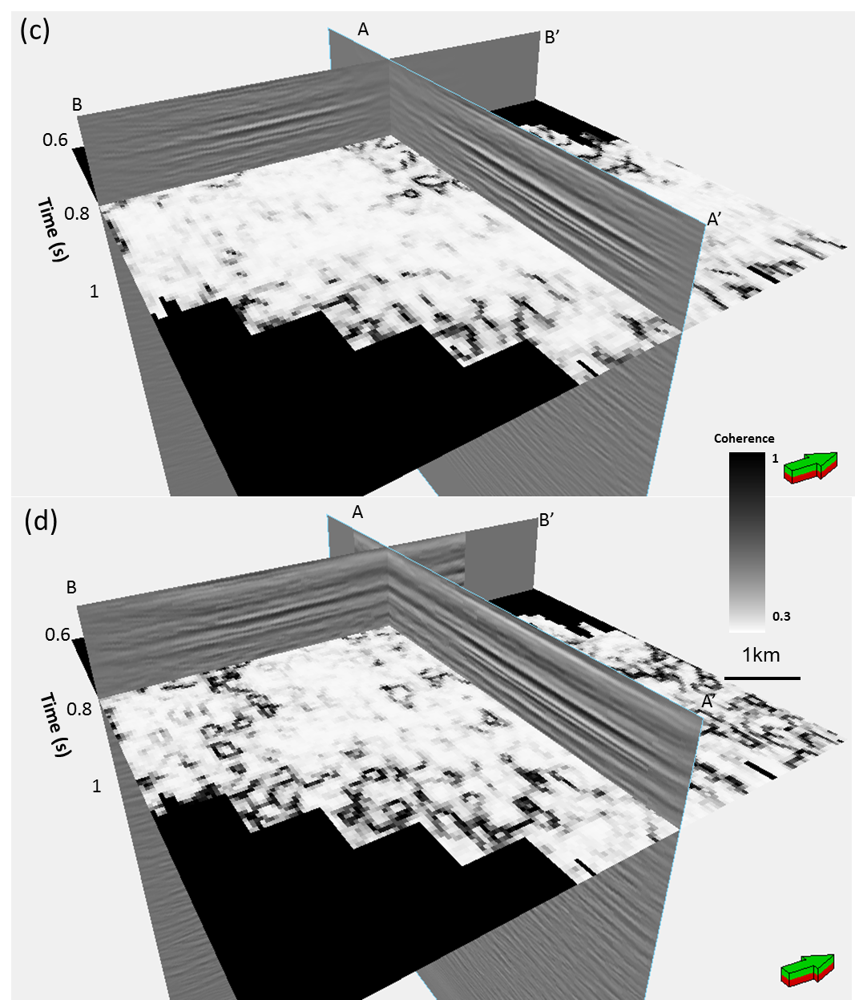 (c)
A
B’
B
0.6
0.8
Time (s)
A’
1
Coherence
1
(d)
A
B’
B
0.3
0.6
1km
A’
0.8
Time (s)
1